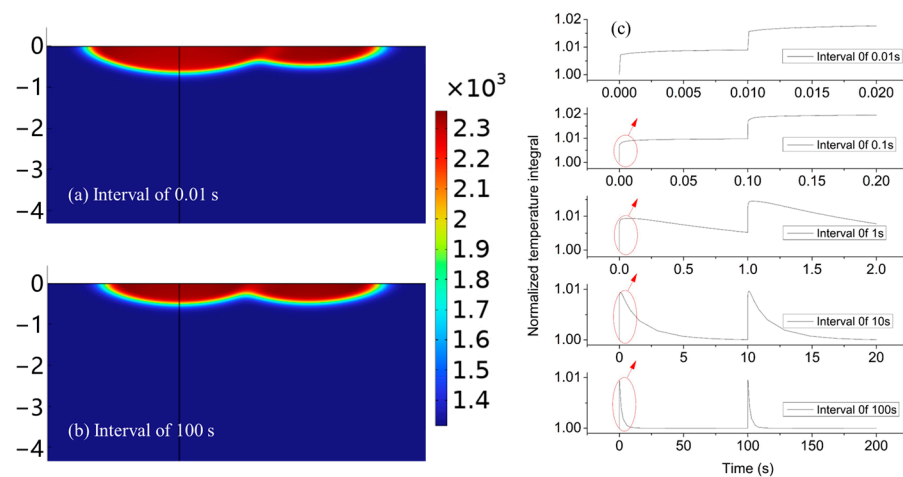 0
−1
−2
−3
−4
(a) Interval of 0.01 s
0
−1
−2
−3
−4
(b) Interval of 100 s
×10³
2.3
2.2
2.1
2
1.9
1.8
1.7
1.6
1.5
1.4
(c)
Normalized temperature integral
1.02
1.01
1.00
Interval 0f 0.01s
0.000 0.005 0.010 0.015 0.020
1.02
1.01
1.00
Interval 0f 0.1s
0.00 0.05 0.10 0.15 0.20
1.01
1.00
Interval 0f 1s
0.0 0.5 1.0 1.5 2.0
1.01
1.00
Interval 0f 10s
0 5 10 15 20
1.01
1.00
Interval 0f 100s
0 50 100 150 200
Time (s)